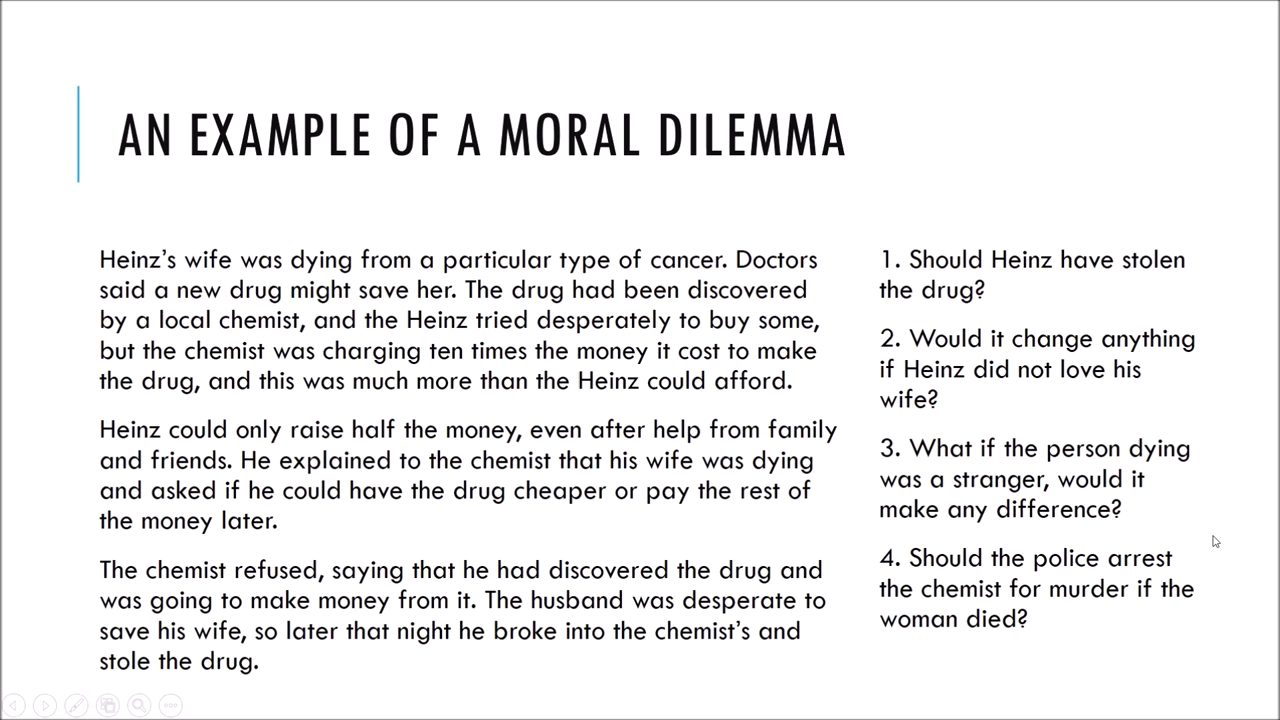 AN EXAMPLE OF A MORAL DILEMMA
Heinz’s wife was dying from a particular type of cancer. Doctors
said a new drug might save her. The drug had been discovered
by a local chemist, and the Heinz tried desperately to buy some,
but the chemist was charging ten times the money it cost to make
the drug, and this was much more than the Heinz could afford.
Heinz could only raise half the money, even after help from family
and friends. He explained to the chemist that his wife was dying
and asked if he could have the drug cheaper or pay the rest of
the money later.
The chemist refused, saying that he had discovered the drug and
was going to make money from it. The husband was desperate to
save his wife, so later that night he broke into the chemist’s and
stole the drug.
1. Should Heinz have stolen
the drug?
2. Would it change anything
if Heinz did not love his
wife?
3. What if the person dying
was a stranger, would it
make any difference?
4. Should the police arrest
the chemist for murder if the
woman died?